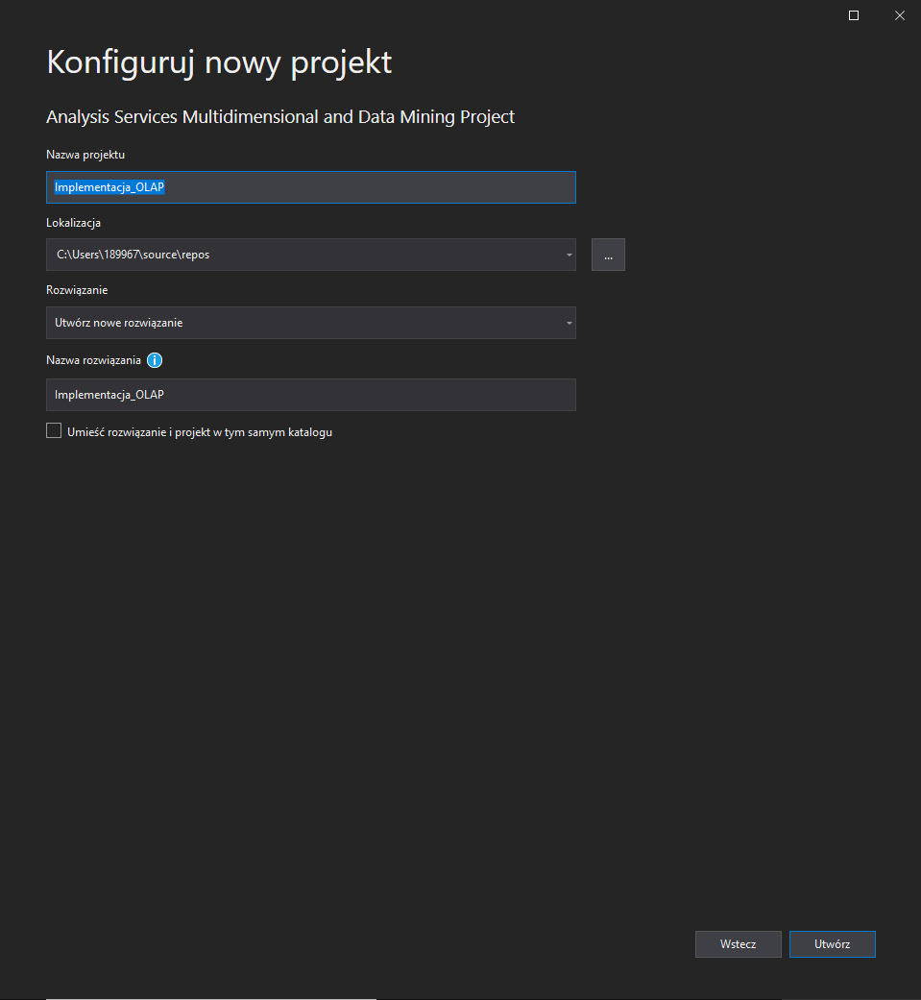 Konfiguruj nowy projekt
Analysis Services Multidimensional and Data Mining Project
Nazwa projektu
Implementacja_OLAP
Lokalizacja
C:\Users\189967\source\repos
...
Rozwiązanie
Utwórz nowe rozwiązanie
Nazwa rozwiązania
Implementacja_OLAP
Umieść rozwiązanie i projekt w tym samym katalogu
Wstecz
Utwórz